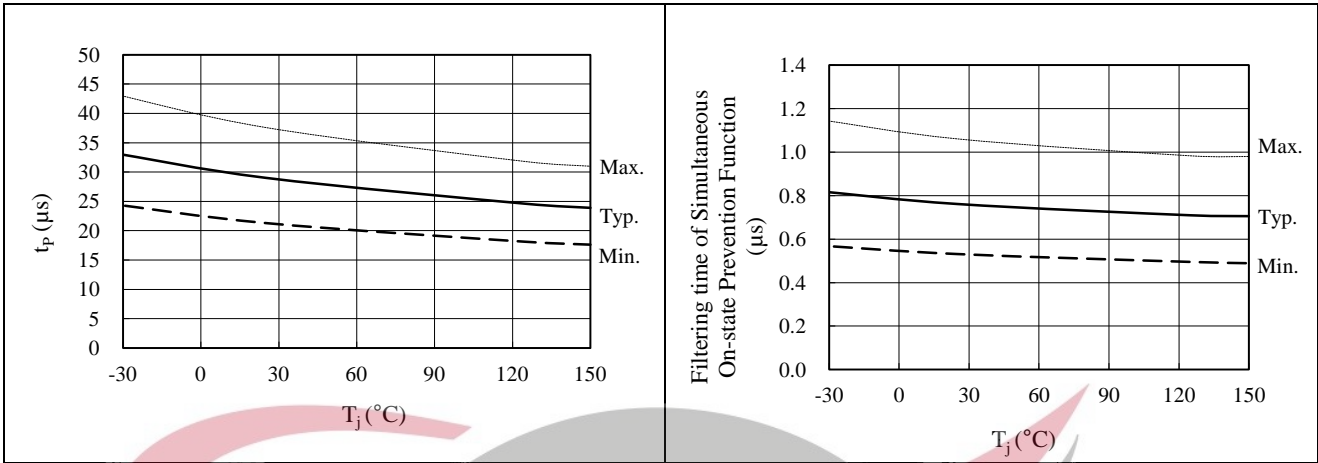 50
45
40
35
30
25
20
15
10
5
0
t_P (μs)
-30 0 30 60 90 120 150
T_j (°C)
Max.
Typ.
Min.
1.4
1.2
1.0
0.8
0.6
0.4
0.2
0.0
Filtering time of Simultaneous
On-state Prevention Function
(μs)
-30 0 30 60 90 120 150
T_j (°C)
Max.
Typ.
Min.